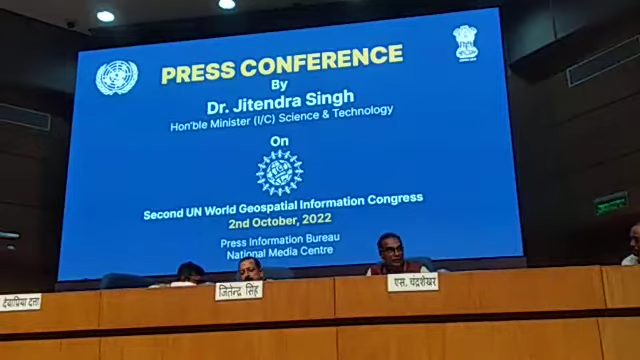 PRESS CONFERENCE
By
Dr. Jitendra Singh
Hon'ble Minister (I/C) Science & Technology
On
Second UN World Geospatial Information Congress
2nd October, 2022
Press Information Bureau
National Media Centre
देवाप्रिया दत्ता
जितेन्द्र सिंह
एस. चंद्रशेखर